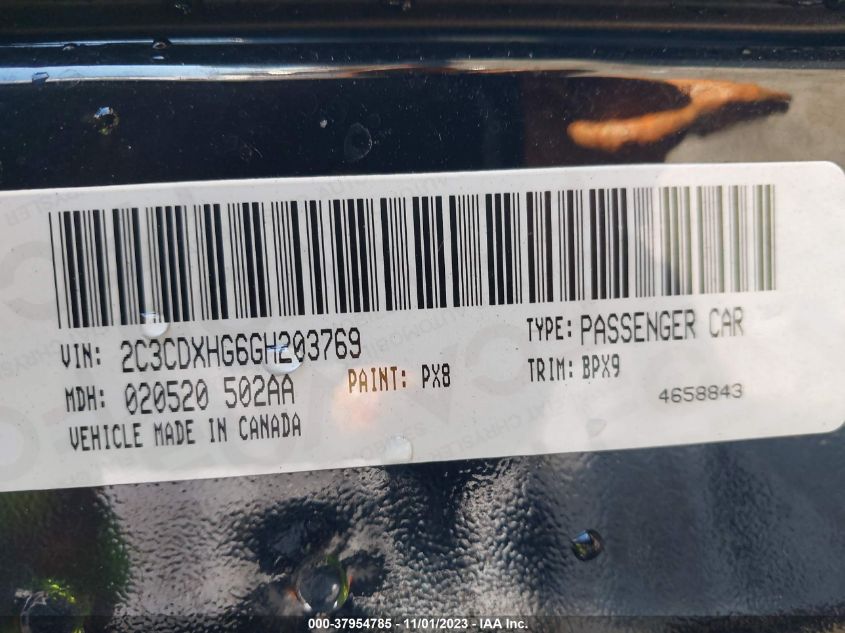 VIN: 2C3CDXHG6GH203769
TYPE: PASSENGER CAR
MDH: 020520 502AA
PAINT: PX8
TRIM: BPX9
4658843
VEHICLE MADE IN CANADA
000-37954785 - 11/01/2023 - IAA Inc.